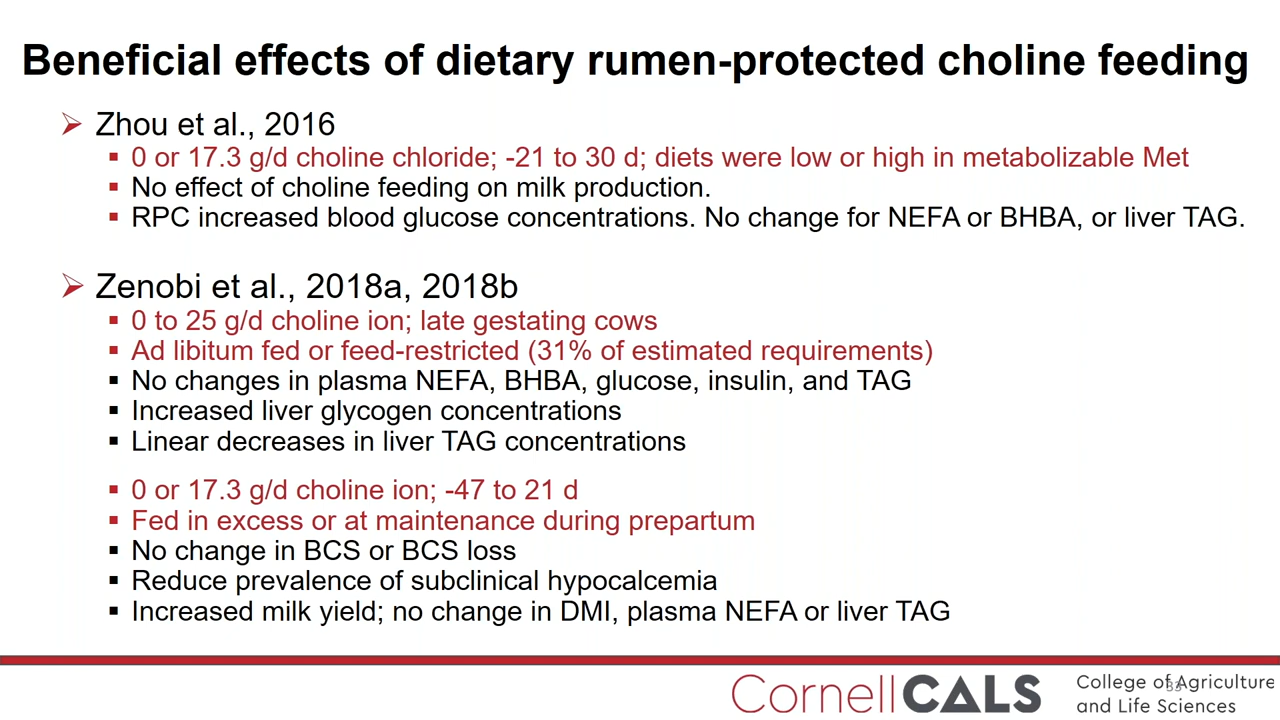 Beneficial effects of dietary rumen-protected choline feeding
Zhou et al., 2016
0 or 17.3 g/d choline chloride; -21 to 30 d; diets were low or high in metabolizable Met
No effect of choline feeding on milk production.
RPC increased blood glucose concentrations. No change for NEFA or BHBA, or liver TAG.
Zenobi et al., 2018a, 2018b
0 to 25 g/d choline ion; late gestating cows
Ad libitum fed or feed-restricted (31% of estimated requirements)
No changes in plasma NEFA, BHBA, glucose, insulin, and TAG
Increased liver glycogen concentrations
Linear decreases in liver TAG concentrations
0 or 17.3 g/d choline ion; -47 to 21 d
Fed in excess or at maintenance during prepartum
No change in BCS or BCS loss
Reduce prevalence of subclinical hypocalcemia
Increased milk yield; no change in DMI, plasma NEFA or liver TAG
CornellCALS
College of Agriculture
and Life Sciences
33